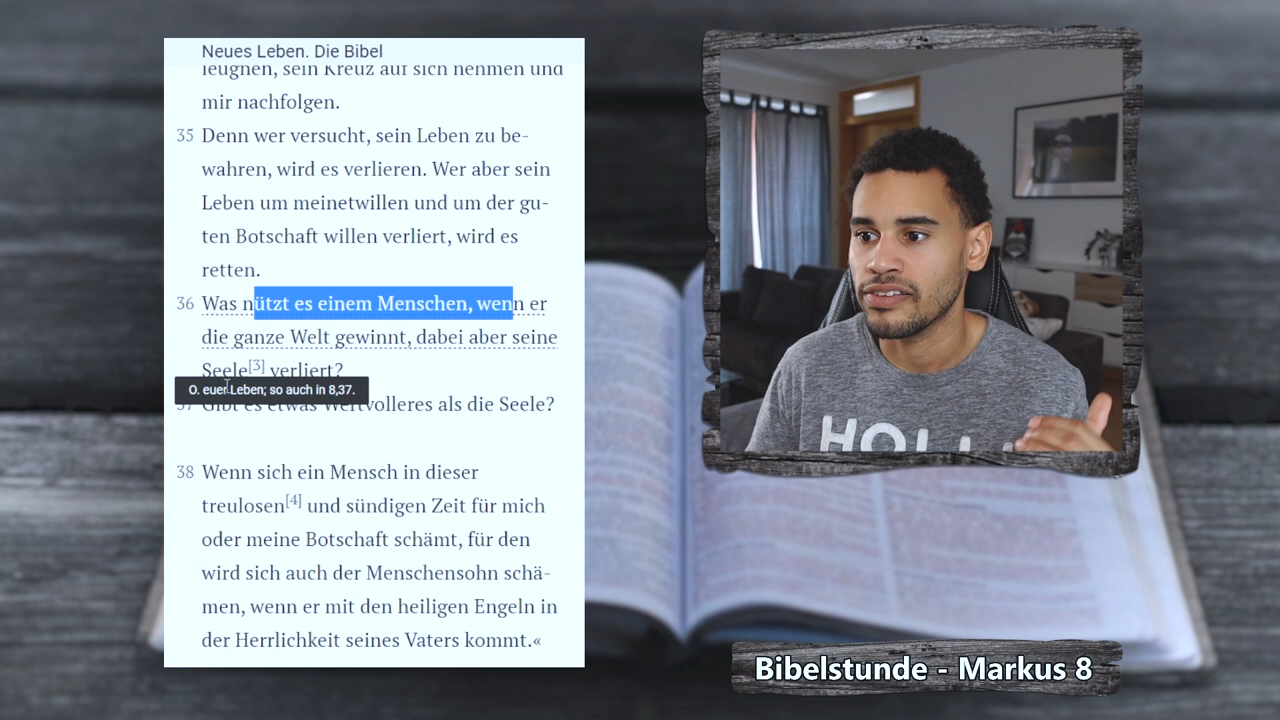 Neues Leben. Die Bibel
leugnen, sein Kreuz auf sich nehmen und
mir nachfolgen.
35 Denn wer versucht, sein Leben zu be-
wahren, wird es verlieren. Wer aber sein
Leben um meinetwillen und um der gu-
ten Botschaft willen verliert, wird es
retten.
36 Was nützt es einem Menschen, wenn er
die ganze Welt gewinnt, dabei aber seine
Seele[3] verliert?
O. euer Leben; so auch in 8,37.
37 Gibt es etwas Wertvolleres als die Seele?
38 Wenn sich ein Mensch in dieser
treulosen[4] und sündigen Zeit für mich
oder meine Botschaft schämt, für den
wird sich auch der Menschensohn schä-
men, wenn er mit den heiligen Engeln in
der Herrlichkeit seines Vaters kommt.«
HOLL
Bibelstunde - Markus 8